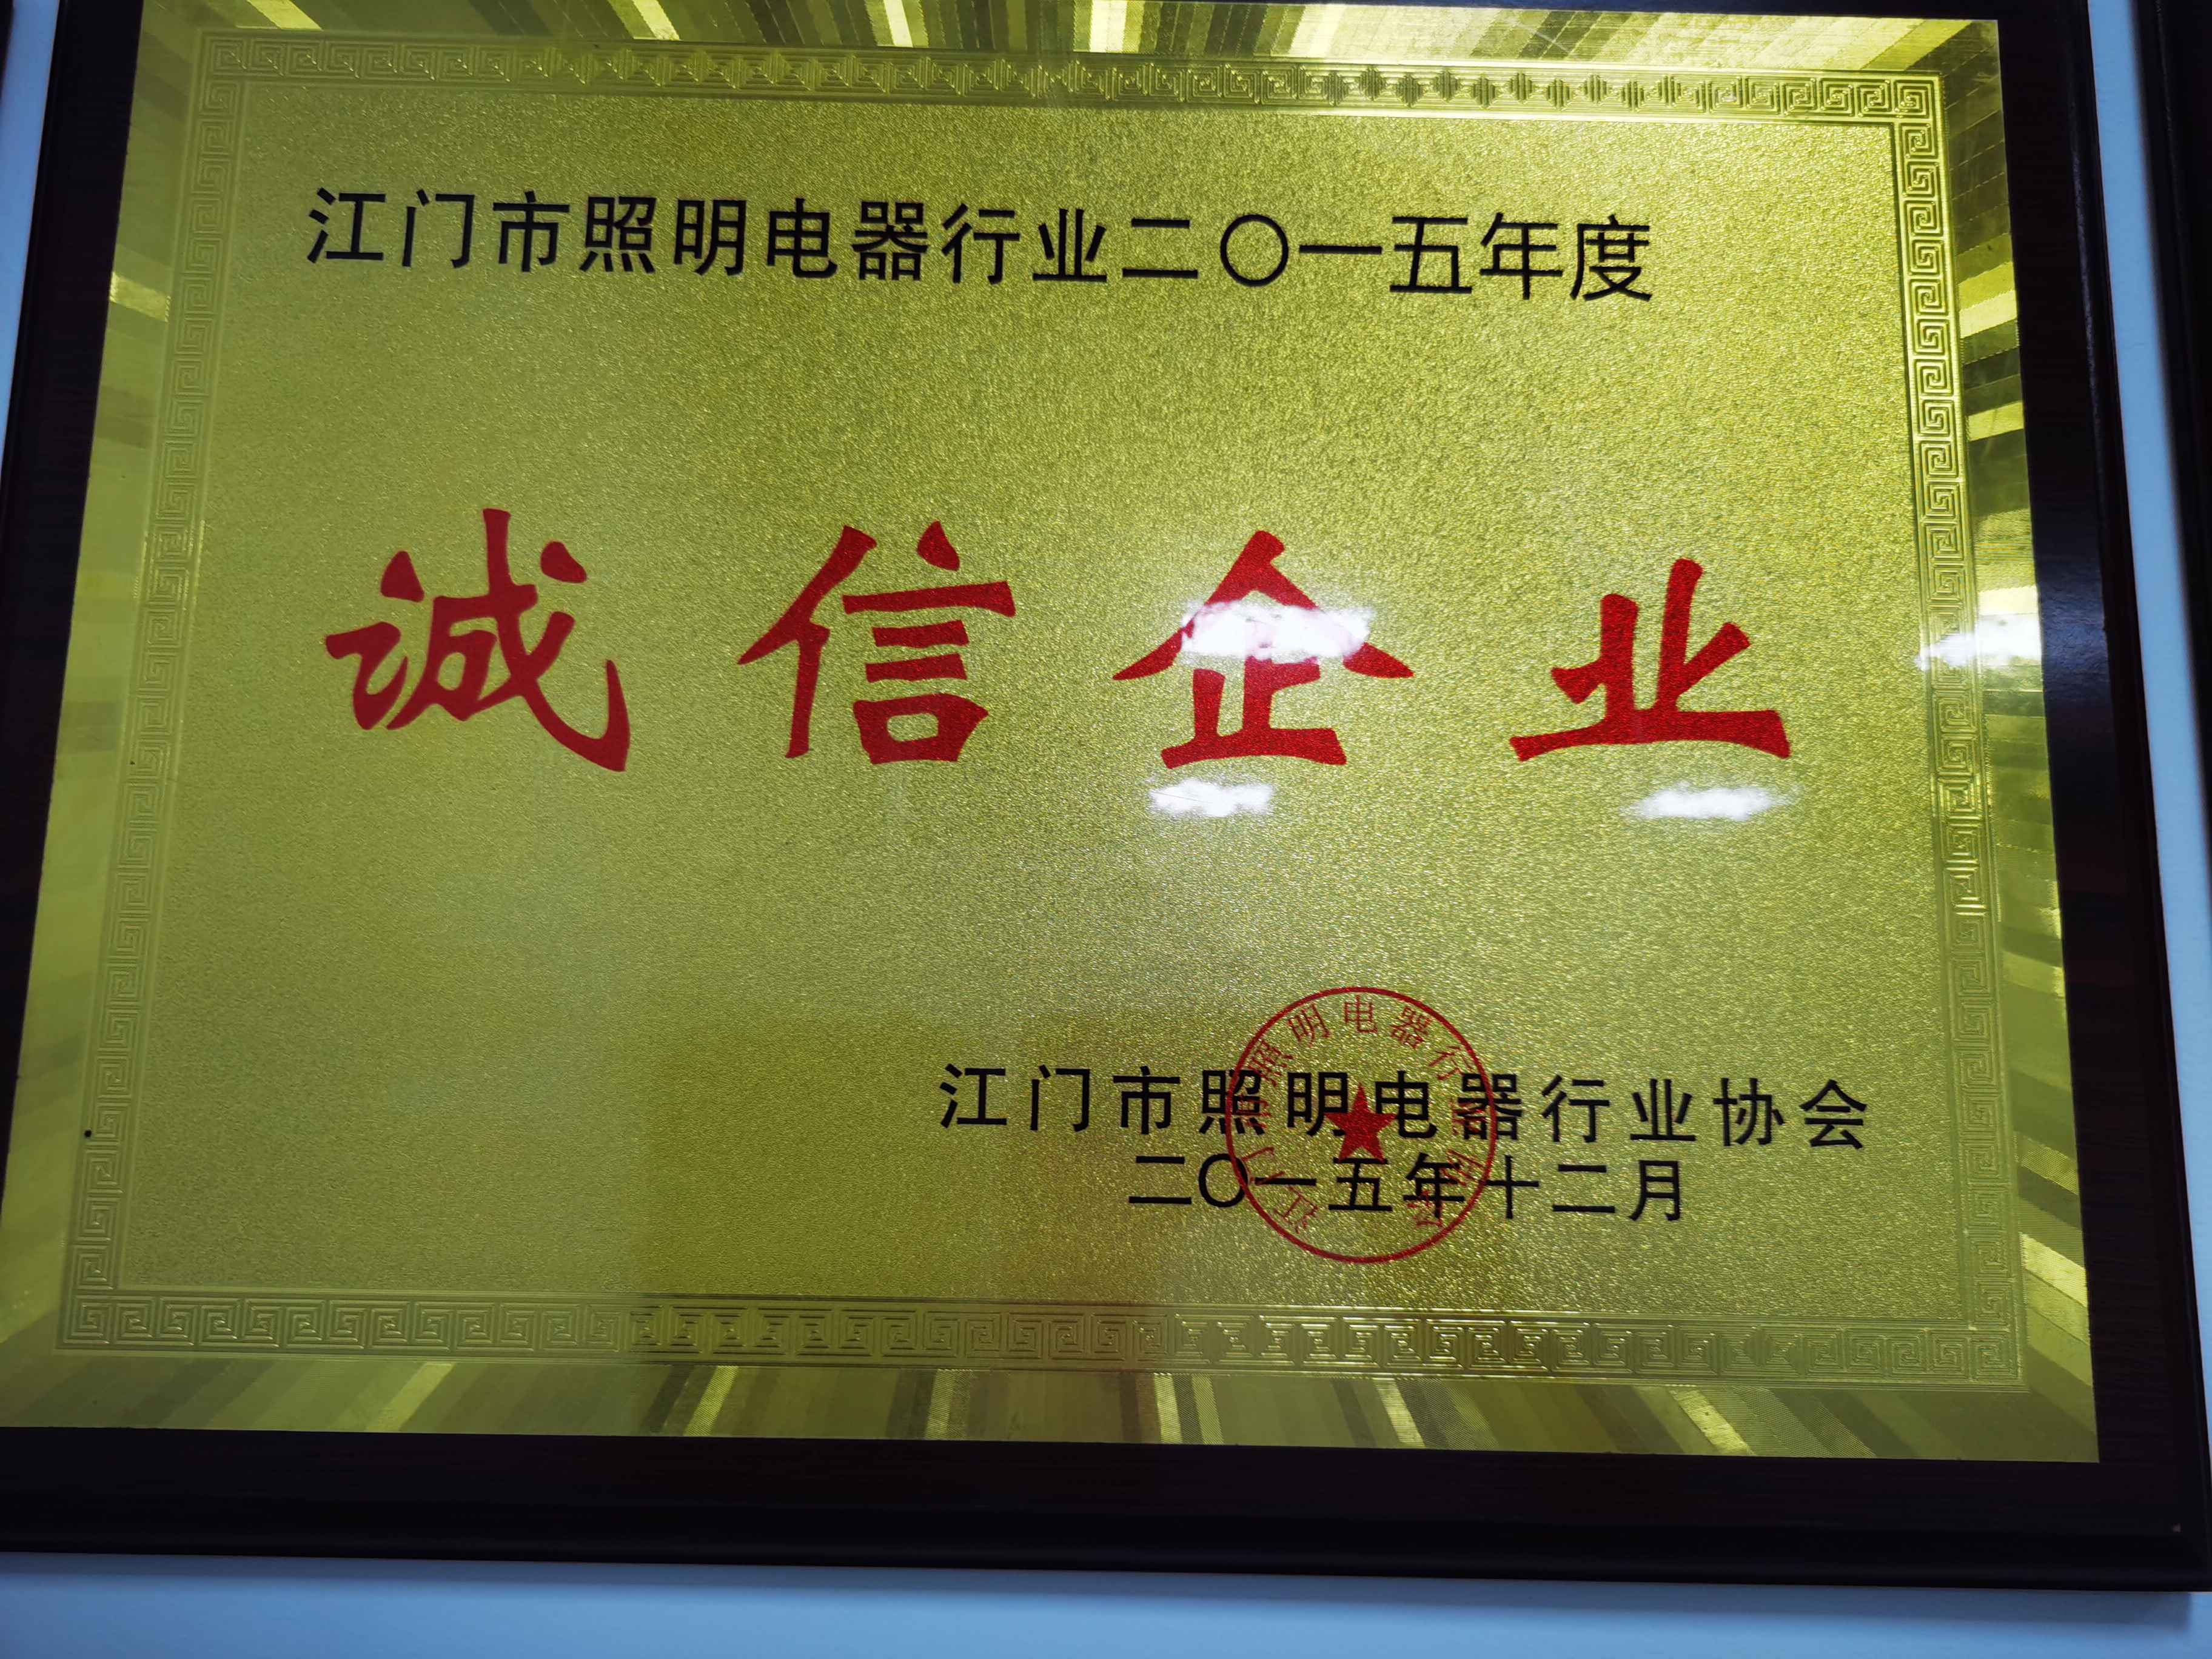 江门市照明电器行业二〇一五年度
诚信企业
江门市照明电器行业协会
二〇一五年十二月